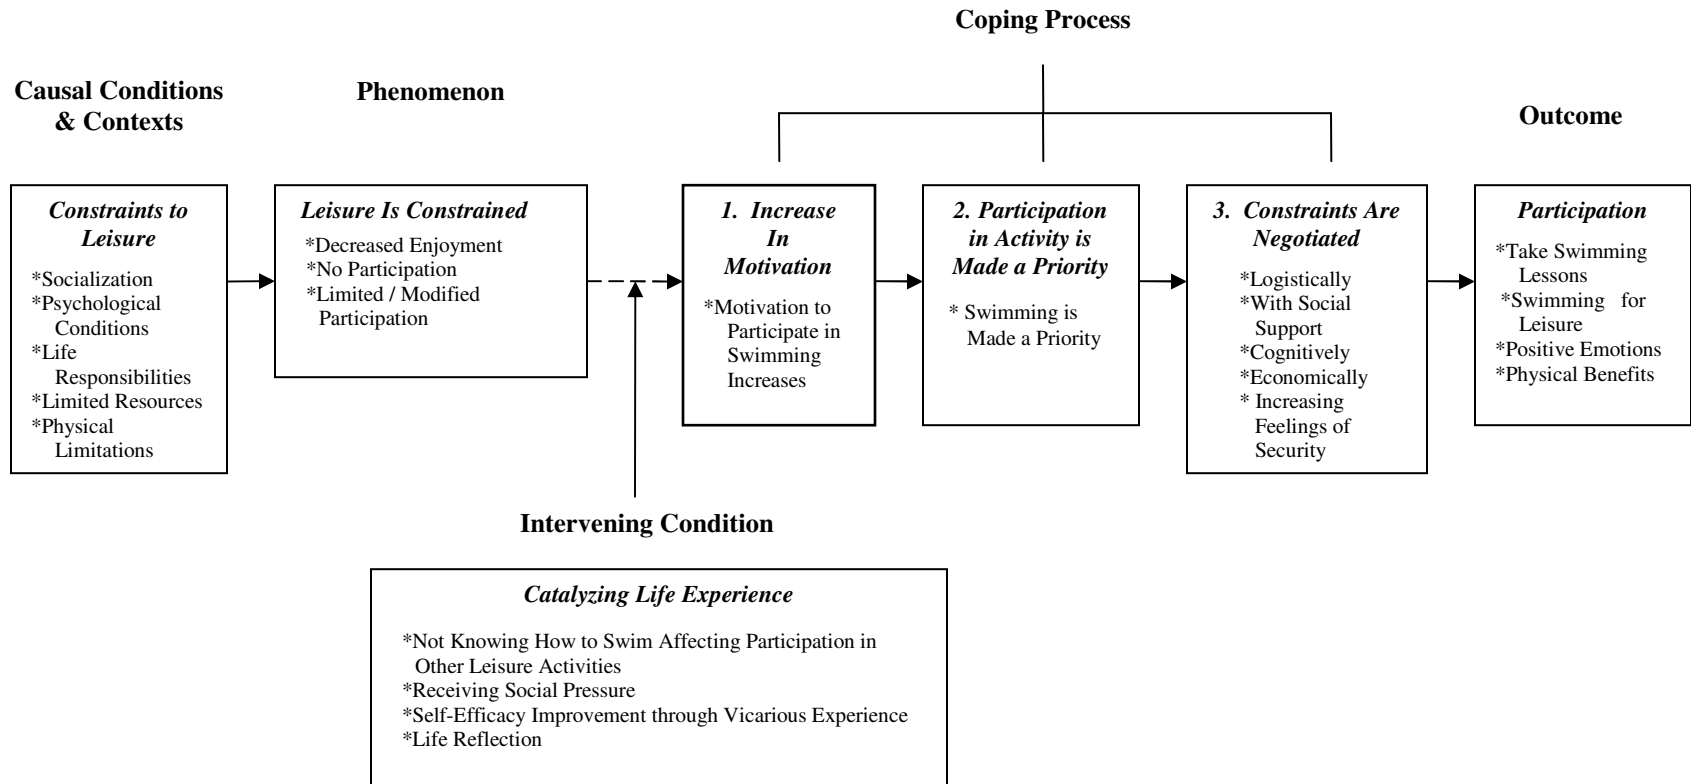 Coping Process
Causal Conditions
& Contexts
Phenomenon
Outcome
Constraints to
Leisure
*Socialization
*Psychological
Conditions
*Life
Responsibilities
*Limited Resources
*Physical
Limitations
Leisure Is Constrained
*Decreased Enjoyment
*No Participation
*Limited / Modified
Participation
1. Increase
In
Motivation
*Motivation to
Participate in
Swimming
Increases
2. Participation
in Activity is
Made a Priority
* Swimming is
Made a Priority
3. Constraints Are
Negotiated
*Logistically
*With Social
Support
*Cognitively
*Economically
* Increasing
Feelings of
Security
Participation
*Take Swimming
Lessons
*Swimming for
Leisure
*Positive Emotions
*Physical Benefits
Intervening Condition
Catalyzing Life Experience
*Not Knowing How to Swim Affecting Participation in
Other Leisure Activities
*Receiving Social Pressure
*Self-Efficacy Improvement through Vicarious Experience
*Life Reflection